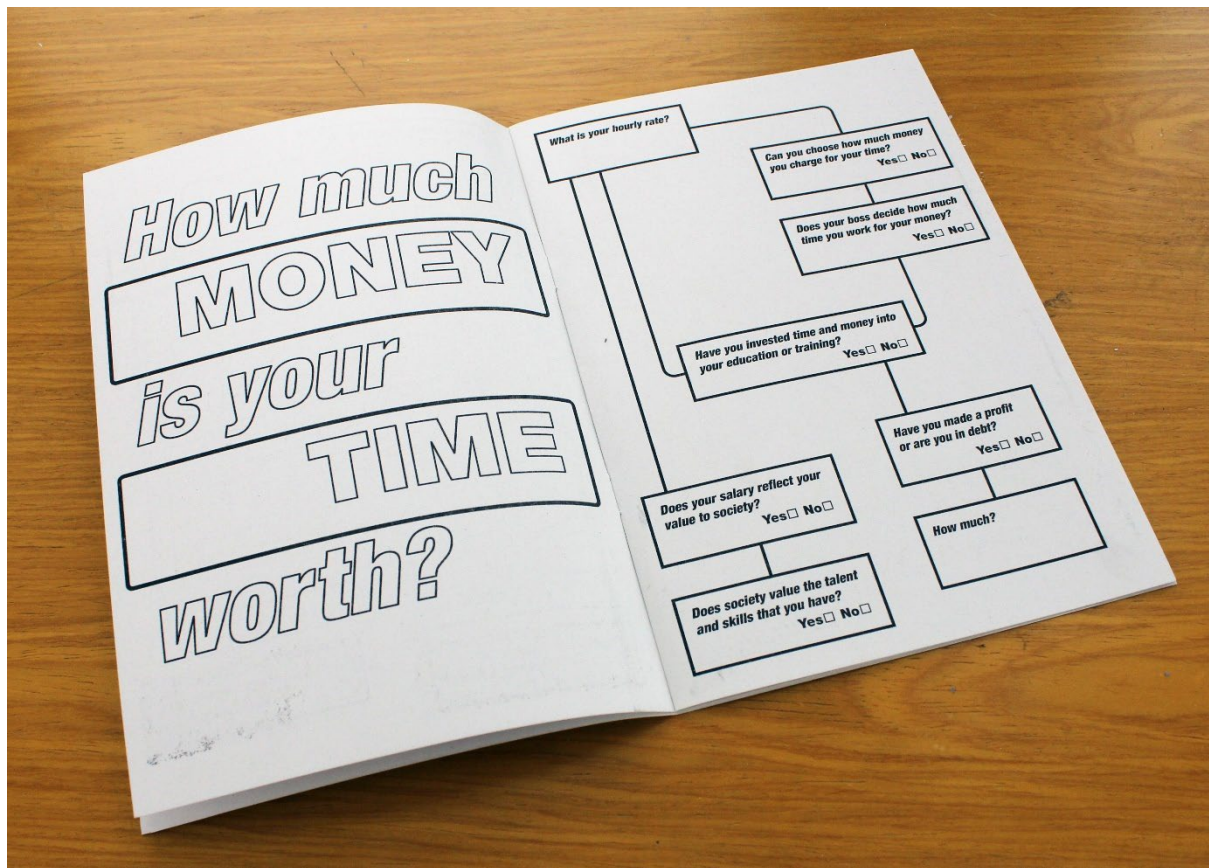 How much
MONEY
is your
TIME
worth?
What is your hourly rate?
Can you choose how much money
you charge for your time?
Yes☐ No☐
Does your boss decide how much
time you work for your money?
Yes☐ No☐
Have you invested time and money into
your education or training? Yes☐ No☐
Have you made a profit
or are you in debt?
Yes☐ No☐
How much?
Does your salary reflect your
value to society? Yes☐ No☐
Does society value the talent
and skills that you have?
Yes☐ No☐